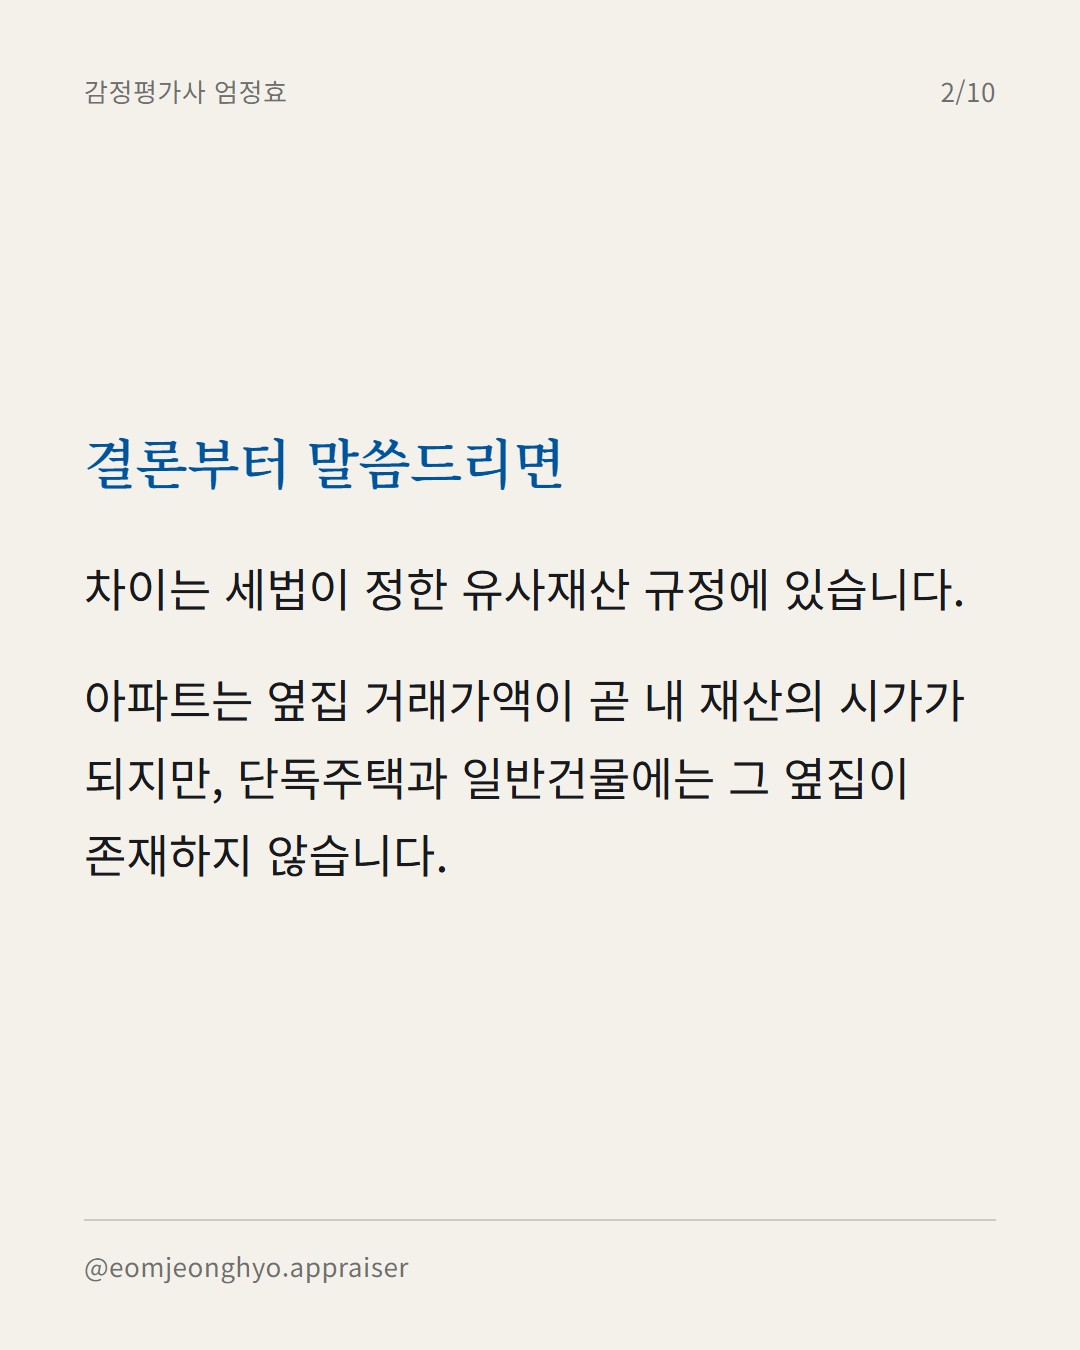 감정평가사 엄정효
2/10
결론부터 말씀드리면
차이는 세법이 정한 유사재산 규정에 있습니다.
아파트는 옆집 거래가액이 곧 내 재산의 시가가
되지만, 단독주택과 일반건물에는 그 옆집이
존재하지 않습니다.
@eomjeonghyo.appraiser